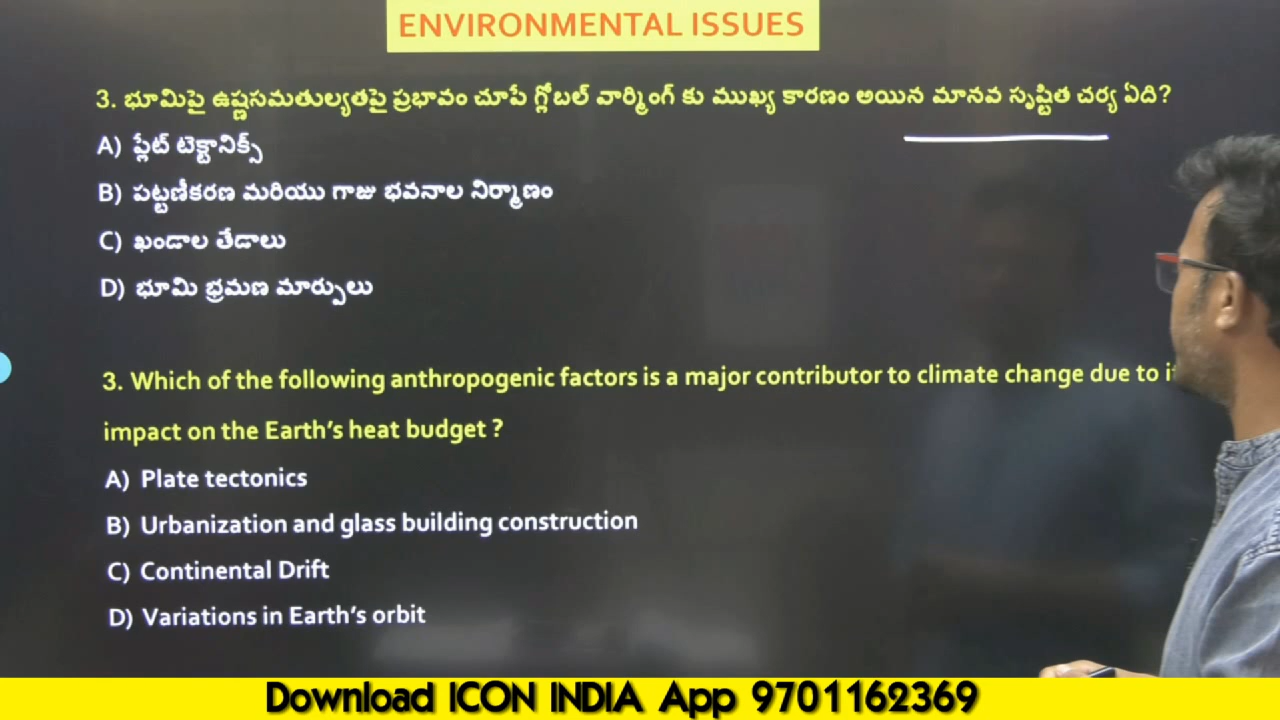 ENVIRONMENTAL ISSUES
3. భూమిపై ఉష్ణసమతుల్యతపై ప్రభావం చూపే గ్లోబల్ వార్మింగ్ కు ముఖ్య కారణం అయిన మానవ సృష్టిత చర్య ఏది?
A) ప్లేట్ టెక్టానిక్స్
B) పట్టణీకరణ మరియు గాజు భవనాల నిర్మాణం
C) ఖండాల తేడాలు
D) భూమి భ్రమణ మార్పులు
3. Which of the following anthropogenic factors is a major contributor to climate change due to
impact on the Earth's heat budget ?
A) Plate tectonics
B) Urbanization and glass building construction
C) Continental Drift
D) Variations in Earth's orbit
Download ICON INDIA App 9701162369